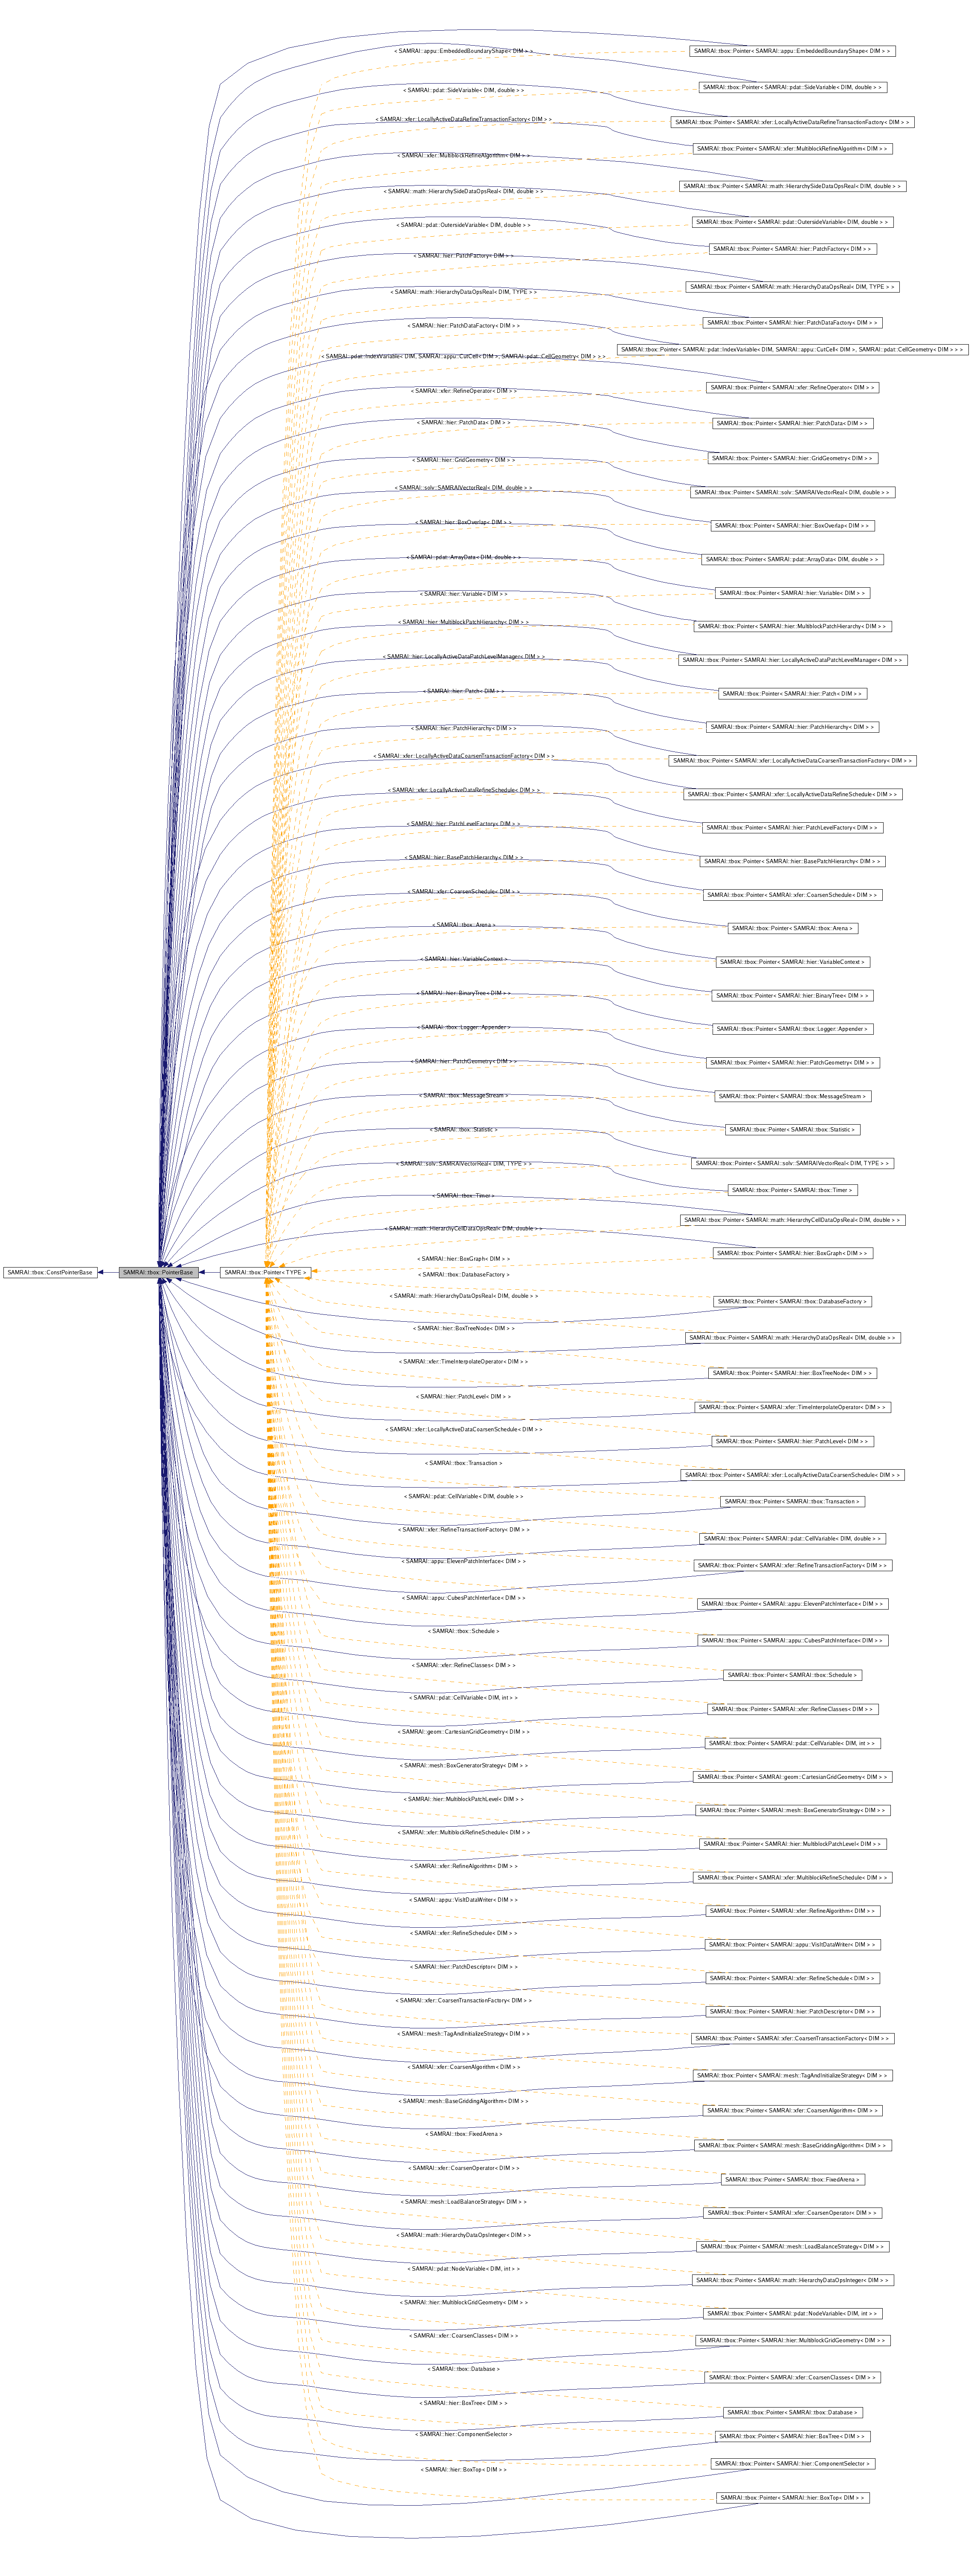 < SAMRAI::appu::EmbeddedBoundaryShape< DIM > >
SAMRAI::tbox::Pointer< SAMRAI::appu::EmbeddedBoundaryShape< DIM > >
SAMRAI::tbox::Pointer< SAMRAI::pdat::SideVariable< DIM, double > >
< SAMRAI::pdat::SideVariable< DIM, double > >
< SAMRAI::xfer::LocallyActiveDataRefineTransactionFactory< DIM > >
SAMRAI::tbox::Pointer< SAMRAI::xfer::LocallyActiveDataRefineTransactionFactory< DIM > >
SAMRAI::tbox::Pointer< SAMRAI::xfer::MultiblockRefineAlgorithm< DIM > >
< SAMRAI::xfer::MultiblockRefineAlgorithm< DIM > >
SAMRAI::tbox::Pointer< SAMRAI::math::HierarchySideDataOpsReal< DIM, double > >
< SAMRAI::math::HierarchySideDataOpsReal< DIM, double > >
SAMRAI::tbox::Pointer< SAMRAI::pdat::OutersideVariable< DIM, double > >
< SAMRAI::pdat::OutersideVariable< DIM, double > >
SAMRAI::tbox::Pointer< SAMRAI::hier::PatchFactory< DIM > >
< SAMRAI::hier::PatchFactory< DIM > >
SAMRAI::tbox::Pointer< SAMRAI::math::HierarchyDataOpsReal< DIM, TYPE > >
< SAMRAI::math::HierarchyDataOpsReal< DIM, TYPE > >
SAMRAI::tbox::Pointer< SAMRAI::hier::PatchDataFactory< DIM > >
< SAMRAI::hier::PatchDataFactory< DIM > >
SAMRAI::tbox::Pointer< SAMRAI::pdat::IndexVariable< DIM, SAMRAI::appu::CutCell< DIM >, SAMRAI::pdat::CellGeometry< DIM > > >
< SAMRAI::pdat::IndexVariable< DIM, SAMRAI::appu::CutCell< DIM >, SAMRAI::pdat::CellGeometry< DIM > > >
SAMRAI::tbox::Pointer< SAMRAI::xfer::RefineOperator< DIM > >
< SAMRAI::xfer::RefineOperator< DIM > >
SAMRAI::tbox::Pointer< SAMRAI::hier::PatchData< DIM > >
< SAMRAI::hier::PatchData< DIM > >
SAMRAI::tbox::Pointer< SAMRAI::hier::GridGeometry< DIM > >
< SAMRAI::hier::GridGeometry< DIM > >
SAMRAI::tbox::Pointer< SAMRAI::solv::SAMRAIVectorReal< DIM, double > >
< SAMRAI::solv::SAMRAIVectorReal< DIM, double > >
SAMRAI::tbox::Pointer< SAMRAI::hier::BoxOverlap< DIM > >
< SAMRAI::hier::BoxOverlap< DIM > >
SAMRAI::tbox::Pointer< SAMRAI::pdat::ArrayData< DIM, double > >
< SAMRAI::pdat::ArrayData< DIM, double > >
SAMRAI::tbox::Pointer< SAMRAI::hier::Variable< DIM > >
< SAMRAI::hier::Variable< DIM > >
SAMRAI::tbox::Pointer< SAMRAI::hier::MultiblockPatchHierarchy< DIM > >
< SAMRAI::hier::MultiblockPatchHierarchy< DIM > >
SAMRAI::tbox::Pointer< SAMRAI::hier::LocallyActiveDataPatchLevelManager< DIM > >
< SAMRAI::hier::LocallyActiveDataPatchLevelManager< DIM > >
SAMRAI::tbox::Pointer< SAMRAI::hier::Patch< DIM > >
< SAMRAI::hier::Patch< DIM > >
SAMRAI::tbox::Pointer< SAMRAI::hier::PatchHierarchy< DIM > >
< SAMRAI::hier::PatchHierarchy< DIM > >
SAMRAI::tbox::Pointer< SAMRAI::xfer::LocallyActiveDataCoarsenTransactionFactory< DIM > >
< SAMRAI::xfer::LocallyActiveDataCoarsenTransactionFactory< DIM > >
SAMRAI::tbox::Pointer< SAMRAI::xfer::LocallyActiveDataRefineSchedule< DIM > >
< SAMRAI::xfer::LocallyActiveDataRefineSchedule< DIM > >
SAMRAI::tbox::Pointer< SAMRAI::hier::PatchLevelFactory< DIM > >
< SAMRAI::hier::PatchLevelFactory< DIM > >
SAMRAI::tbox::Pointer< SAMRAI::hier::BasePatchHierarchy< DIM > >
< SAMRAI::hier::BasePatchHierarchy< DIM > >
SAMRAI::tbox::Pointer< SAMRAI::xfer::CoarsenSchedule< DIM > >
< SAMRAI::xfer::CoarsenSchedule< DIM > >
SAMRAI::tbox::Pointer< SAMRAI::tbox::Arena >
< SAMRAI::tbox::Arena >
SAMRAI::tbox::Pointer< SAMRAI::hier::VariableContext >
< SAMRAI::hier::VariableContext >
SAMRAI::tbox::Pointer< SAMRAI::hier::BinaryTree< DIM > >
< SAMRAI::hier::BinaryTree< DIM > >
SAMRAI::tbox::Pointer< SAMRAI::tbox::Logger::Appender >
< SAMRAI::tbox::Logger::Appender >
SAMRAI::tbox::Pointer< SAMRAI::hier::PatchGeometry< DIM > >
< SAMRAI::hier::PatchGeometry< DIM > >
SAMRAI::tbox::Pointer< SAMRAI::tbox::MessageStream >
< SAMRAI::tbox::MessageStream >
SAMRAI::tbox::Pointer< SAMRAI::tbox::Statistic >
< SAMRAI::tbox::Statistic >
SAMRAI::tbox::Pointer< SAMRAI::solv::SAMRAIVectorReal< DIM, TYPE > >
< SAMRAI::solv::SAMRAIVectorReal< DIM, TYPE > >
SAMRAI::tbox::Pointer< SAMRAI::tbox::Timer >
< SAMRAI::tbox::Timer >
SAMRAI::tbox::Pointer< SAMRAI::math::HierarchyCellDataOpsReal< DIM, double > >
< SAMRAI::math::HierarchyCellDataOpsReal< DIM, double > >
SAMRAI::tbox::Pointer< SAMRAI::hier::BoxGraph< DIM > >
< SAMRAI::hier::BoxGraph< DIM > >
SAMRAI::tbox::ConstPointerBase
SAMRAI::tbox::PointerBase
SAMRAI::tbox::Pointer< TYPE >
< SAMRAI::tbox::DatabaseFactory >
SAMRAI::tbox::Pointer< SAMRAI::tbox::DatabaseFactory >
< SAMRAI::math::HierarchyDataOpsReal< DIM, double > >
SAMRAI::tbox::Pointer< SAMRAI::math::HierarchyDataOpsReal< DIM, double > >
< SAMRAI::hier::BoxTreeNode< DIM > >
SAMRAI::tbox::Pointer< SAMRAI::hier::BoxTreeNode< DIM > >
< SAMRAI::xfer::TimeInterpolateOperator< DIM > >
SAMRAI::tbox::Pointer< SAMRAI::xfer::TimeInterpolateOperator< DIM > >
< SAMRAI::hier::PatchLevel< DIM > >
SAMRAI::tbox::Pointer< SAMRAI::hier::PatchLevel< DIM > >
< SAMRAI::xfer::LocallyActiveDataCoarsenSchedule< DIM > >
SAMRAI::tbox::Pointer< SAMRAI::xfer::LocallyActiveDataCoarsenSchedule< DIM > >
< SAMRAI::tbox::Transaction >
SAMRAI::tbox::Pointer< SAMRAI::tbox::Transaction >
< SAMRAI::pdat::CellVariable< DIM, double > >
SAMRAI::tbox::Pointer< SAMRAI::pdat::CellVariable< DIM, double > >
< SAMRAI::xfer::RefineTransactionFactory< DIM > >
SAMRAI::tbox::Pointer< SAMRAI::xfer::RefineTransactionFactory< DIM > >
< SAMRAI::appu::ElevenPatchInterface< DIM > >
SAMRAI::tbox::Pointer< SAMRAI::appu::ElevenPatchInterface< DIM > >
< SAMRAI::appu::CubesPatchInterface< DIM > >
SAMRAI::tbox::Pointer< SAMRAI::appu::CubesPatchInterface< DIM > >
< SAMRAI::tbox::Schedule >
SAMRAI::tbox::Pointer< SAMRAI::tbox::Schedule >
< SAMRAI::xfer::RefineClasses< DIM > >
SAMRAI::tbox::Pointer< SAMRAI::xfer::RefineClasses< DIM > >
< SAMRAI::pdat::CellVariable< DIM, int > >
SAMRAI::tbox::Pointer< SAMRAI::pdat::CellVariable< DIM, int > >
< SAMRAI::geom::CartesianGridGeometry< DIM > >
SAMRAI::tbox::Pointer< SAMRAI::geom::CartesianGridGeometry< DIM > >
< SAMRAI::mesh::BoxGeneratorStrategy< DIM > >
SAMRAI::tbox::Pointer< SAMRAI::mesh::BoxGeneratorStrategy< DIM > >
< SAMRAI::hier::MultiblockPatchLevel< DIM > >
SAMRAI::tbox::Pointer< SAMRAI::hier::MultiblockPatchLevel< DIM > >
< SAMRAI::xfer::MultiblockRefineSchedule< DIM > >
SAMRAI::tbox::Pointer< SAMRAI::xfer::MultiblockRefineSchedule< DIM > >
< SAMRAI::xfer::RefineAlgorithm< DIM > >
SAMRAI::tbox::Pointer< SAMRAI::xfer::RefineAlgorithm< DIM > >
< SAMRAI::appu::VisItDataWriter< DIM > >
SAMRAI::tbox::Pointer< SAMRAI::appu::VisItDataWriter< DIM > >
< SAMRAI::xfer::RefineSchedule< DIM > >
SAMRAI::tbox::Pointer< SAMRAI::xfer::RefineSchedule< DIM > >
< SAMRAI::hier::PatchDescriptor< DIM > >
SAMRAI::tbox::Pointer< SAMRAI::hier::PatchDescriptor< DIM > >
< SAMRAI::xfer::CoarsenTransactionFactory< DIM > >
SAMRAI::tbox::Pointer< SAMRAI::xfer::CoarsenTransactionFactory< DIM > >
< SAMRAI::mesh::TagAndInitializeStrategy< DIM > >
SAMRAI::tbox::Pointer< SAMRAI::mesh::TagAndInitializeStrategy< DIM > >
< SAMRAI::xfer::CoarsenAlgorithm< DIM > >
SAMRAI::tbox::Pointer< SAMRAI::xfer::CoarsenAlgorithm< DIM > >
< SAMRAI::mesh::BaseGriddingAlgorithm< DIM > >
SAMRAI::tbox::Pointer< SAMRAI::mesh::BaseGriddingAlgorithm< DIM > >
< SAMRAI::tbox::FixedArena >
SAMRAI::tbox::Pointer< SAMRAI::tbox::FixedArena >
< SAMRAI::xfer::CoarsenOperator< DIM > >
SAMRAI::tbox::Pointer< SAMRAI::xfer::CoarsenOperator< DIM > >
< SAMRAI::mesh::LoadBalanceStrategy< DIM > >
SAMRAI::tbox::Pointer< SAMRAI::mesh::LoadBalanceStrategy< DIM > >
< SAMRAI::math::HierarchyDataOpsInteger< DIM > >
SAMRAI::tbox::Pointer< SAMRAI::math::HierarchyDataOpsInteger< DIM > >
< SAMRAI::pdat::NodeVariable< DIM, int > >
SAMRAI::tbox::Pointer< SAMRAI::pdat::NodeVariable< DIM, int > >
< SAMRAI::hier::MultiblockGridGeometry< DIM > >
SAMRAI::tbox::Pointer< SAMRAI::hier::MultiblockGridGeometry< DIM > >
< SAMRAI::xfer::CoarsenClasses< DIM > >
SAMRAI::tbox::Pointer< SAMRAI::xfer::CoarsenClasses< DIM > >
< SAMRAI::tbox::Database >
SAMRAI::tbox::Pointer< SAMRAI::tbox::Database >
< SAMRAI::hier::BoxTree< DIM > >
SAMRAI::tbox::Pointer< SAMRAI::hier::BoxTree< DIM > >
< SAMRAI::hier::ComponentSelector >
SAMRAI::tbox::Pointer< SAMRAI::hier::ComponentSelector >
< SAMRAI::hier::BoxTop< DIM > >
SAMRAI::tbox::Pointer< SAMRAI::hier::BoxTop< DIM > >